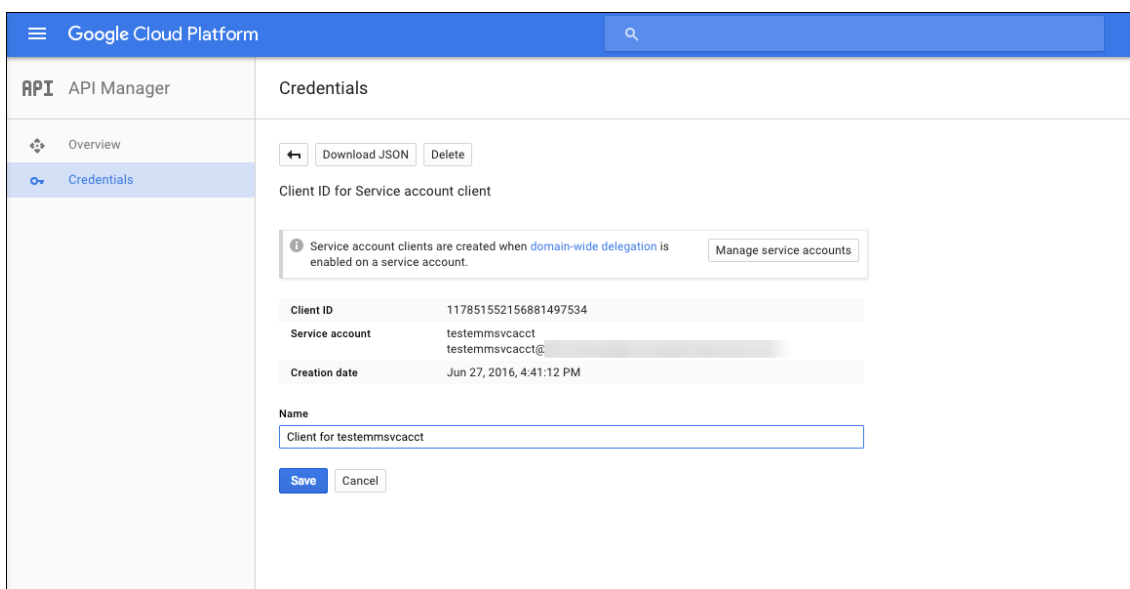 Google Cloud Platform
API API Manager
Credentials
Overview
Credentials
Download JSON Delete
Client ID for Service account client
Service account clients are created when domain-wide delegation is
enabled on a service account.
Manage service accounts
Client ID 117851552156881497534
Service account testemmsvcacct
testemmsvcacct@
Creation date Jun 27, 2016, 4:41:12 PM
Name
Client for testemmsvcacct
Save Cancel